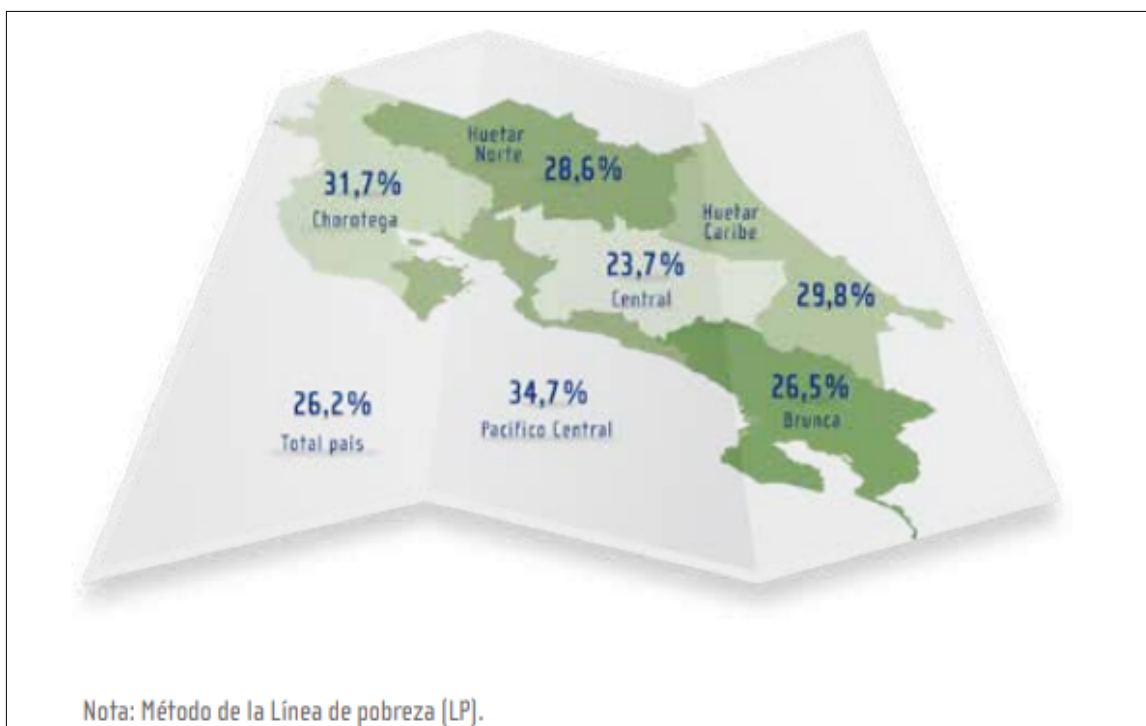 Huetar
Norte
28,6%
31,7%
Chorotega
Huetar
Caribe
23,7%
Central
29,8%
26,2%
Total país
34,7%
Pacífico Central
26,5%
Brunca
Nota: Método de la Línea de pobreza (LP).